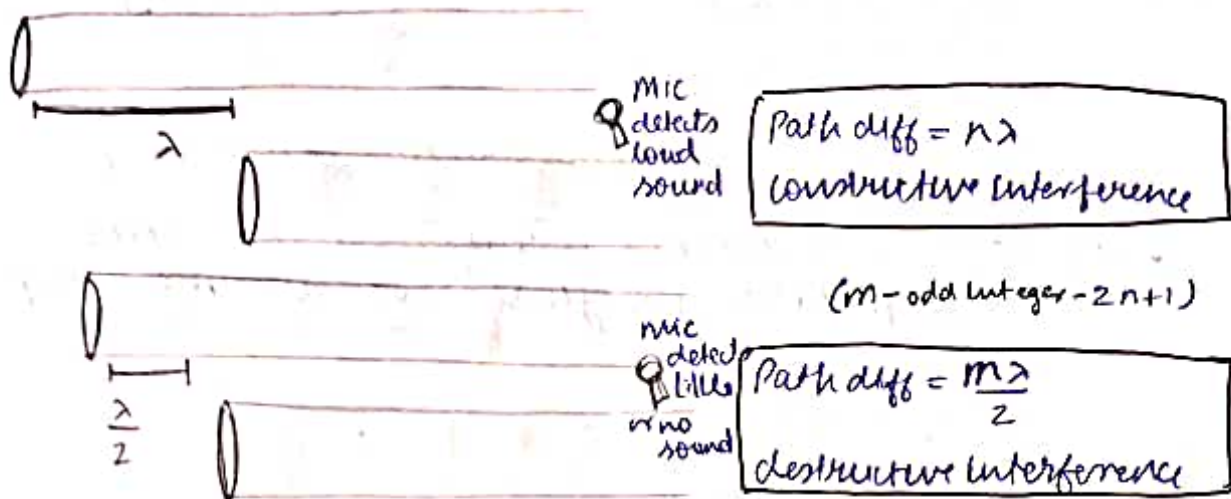 λ
Mic
detects
loud
sound
Path diff = nλ
constructive interference
(m-odd integer-2n+1)
λ/2
mic
detect
little
or no
sound
Path diff = mλ/2
destructive interference